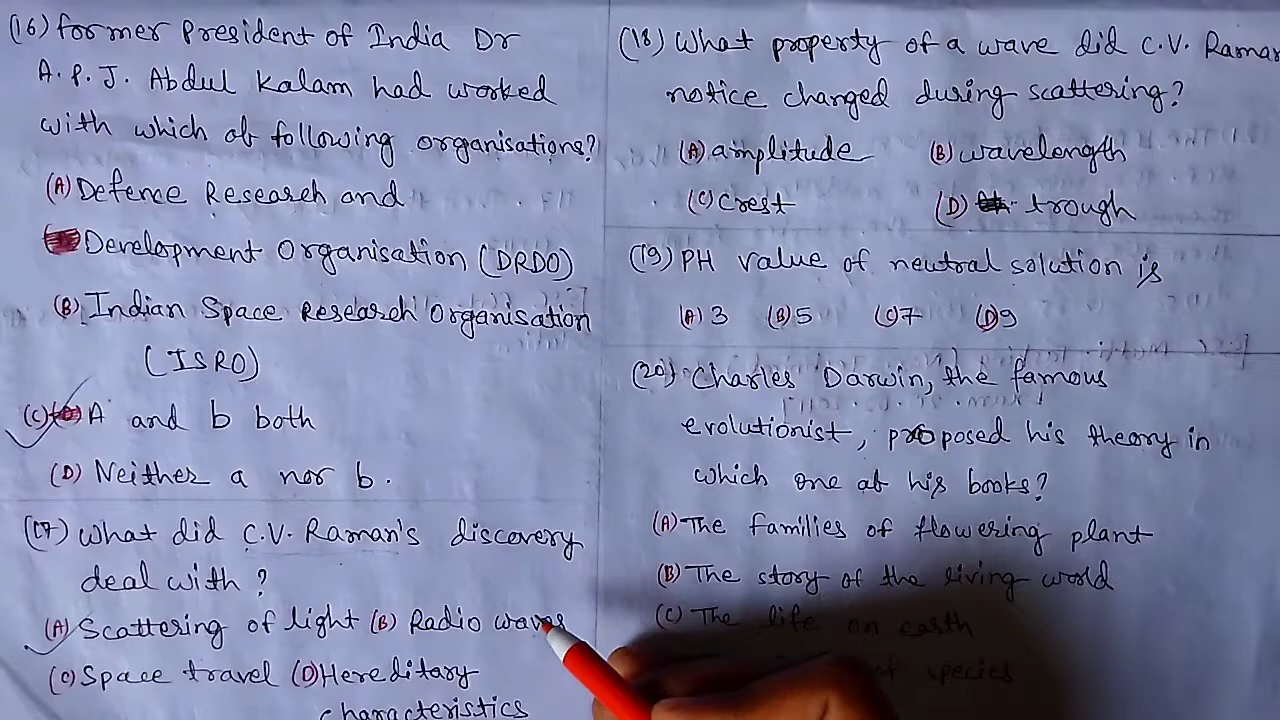 (16) Former President of India Dr
A.P.J. Abdul Kalam had worked
with which of following organisations?
(A) Defence Research and
Development Organisation (DRDO)
(B) Indian Space Research Organisation
(ISRO)
(C) A and b both
(D) Neither a nor b.
(17) What did C.V. Raman's discovery
deal with?
(A) Scattering of light (B) Radio waves
(C) Space travel (D) Hereditary
characteristics
(18) What property of a wave did C.V. Raman
notice changed during scattering?
(A) amplitude (B) wavelength
(C) Crest (D) trough
(19) PH value of neutral solution is
(A) 3 (B) 5 (C) 7 (D) 9
(20) Charles Darwin, the famous
evolutionist, proposed his theory in
which one of his books?
(A) The families of flowering plant
(B) The story of the living world
(C) The life on earth
of species